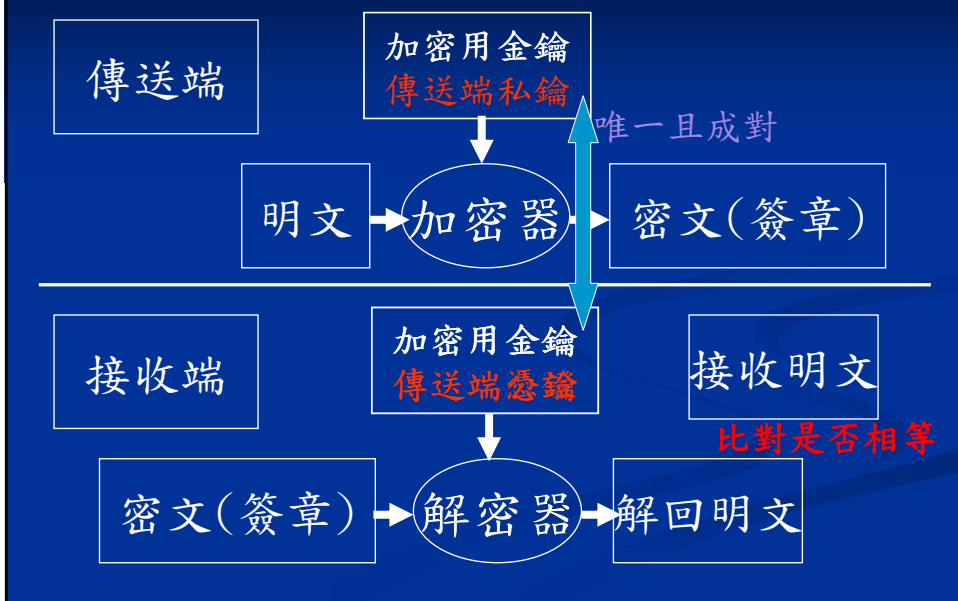 傳送端
加密用金鑰
傳送端私鑰
唯一且成對
明文
加密器
密文(簽章)
接收端
加密用金鑰
傳送端
接收明文
比對是否相等
密文(簽章)
解密器
解回明文